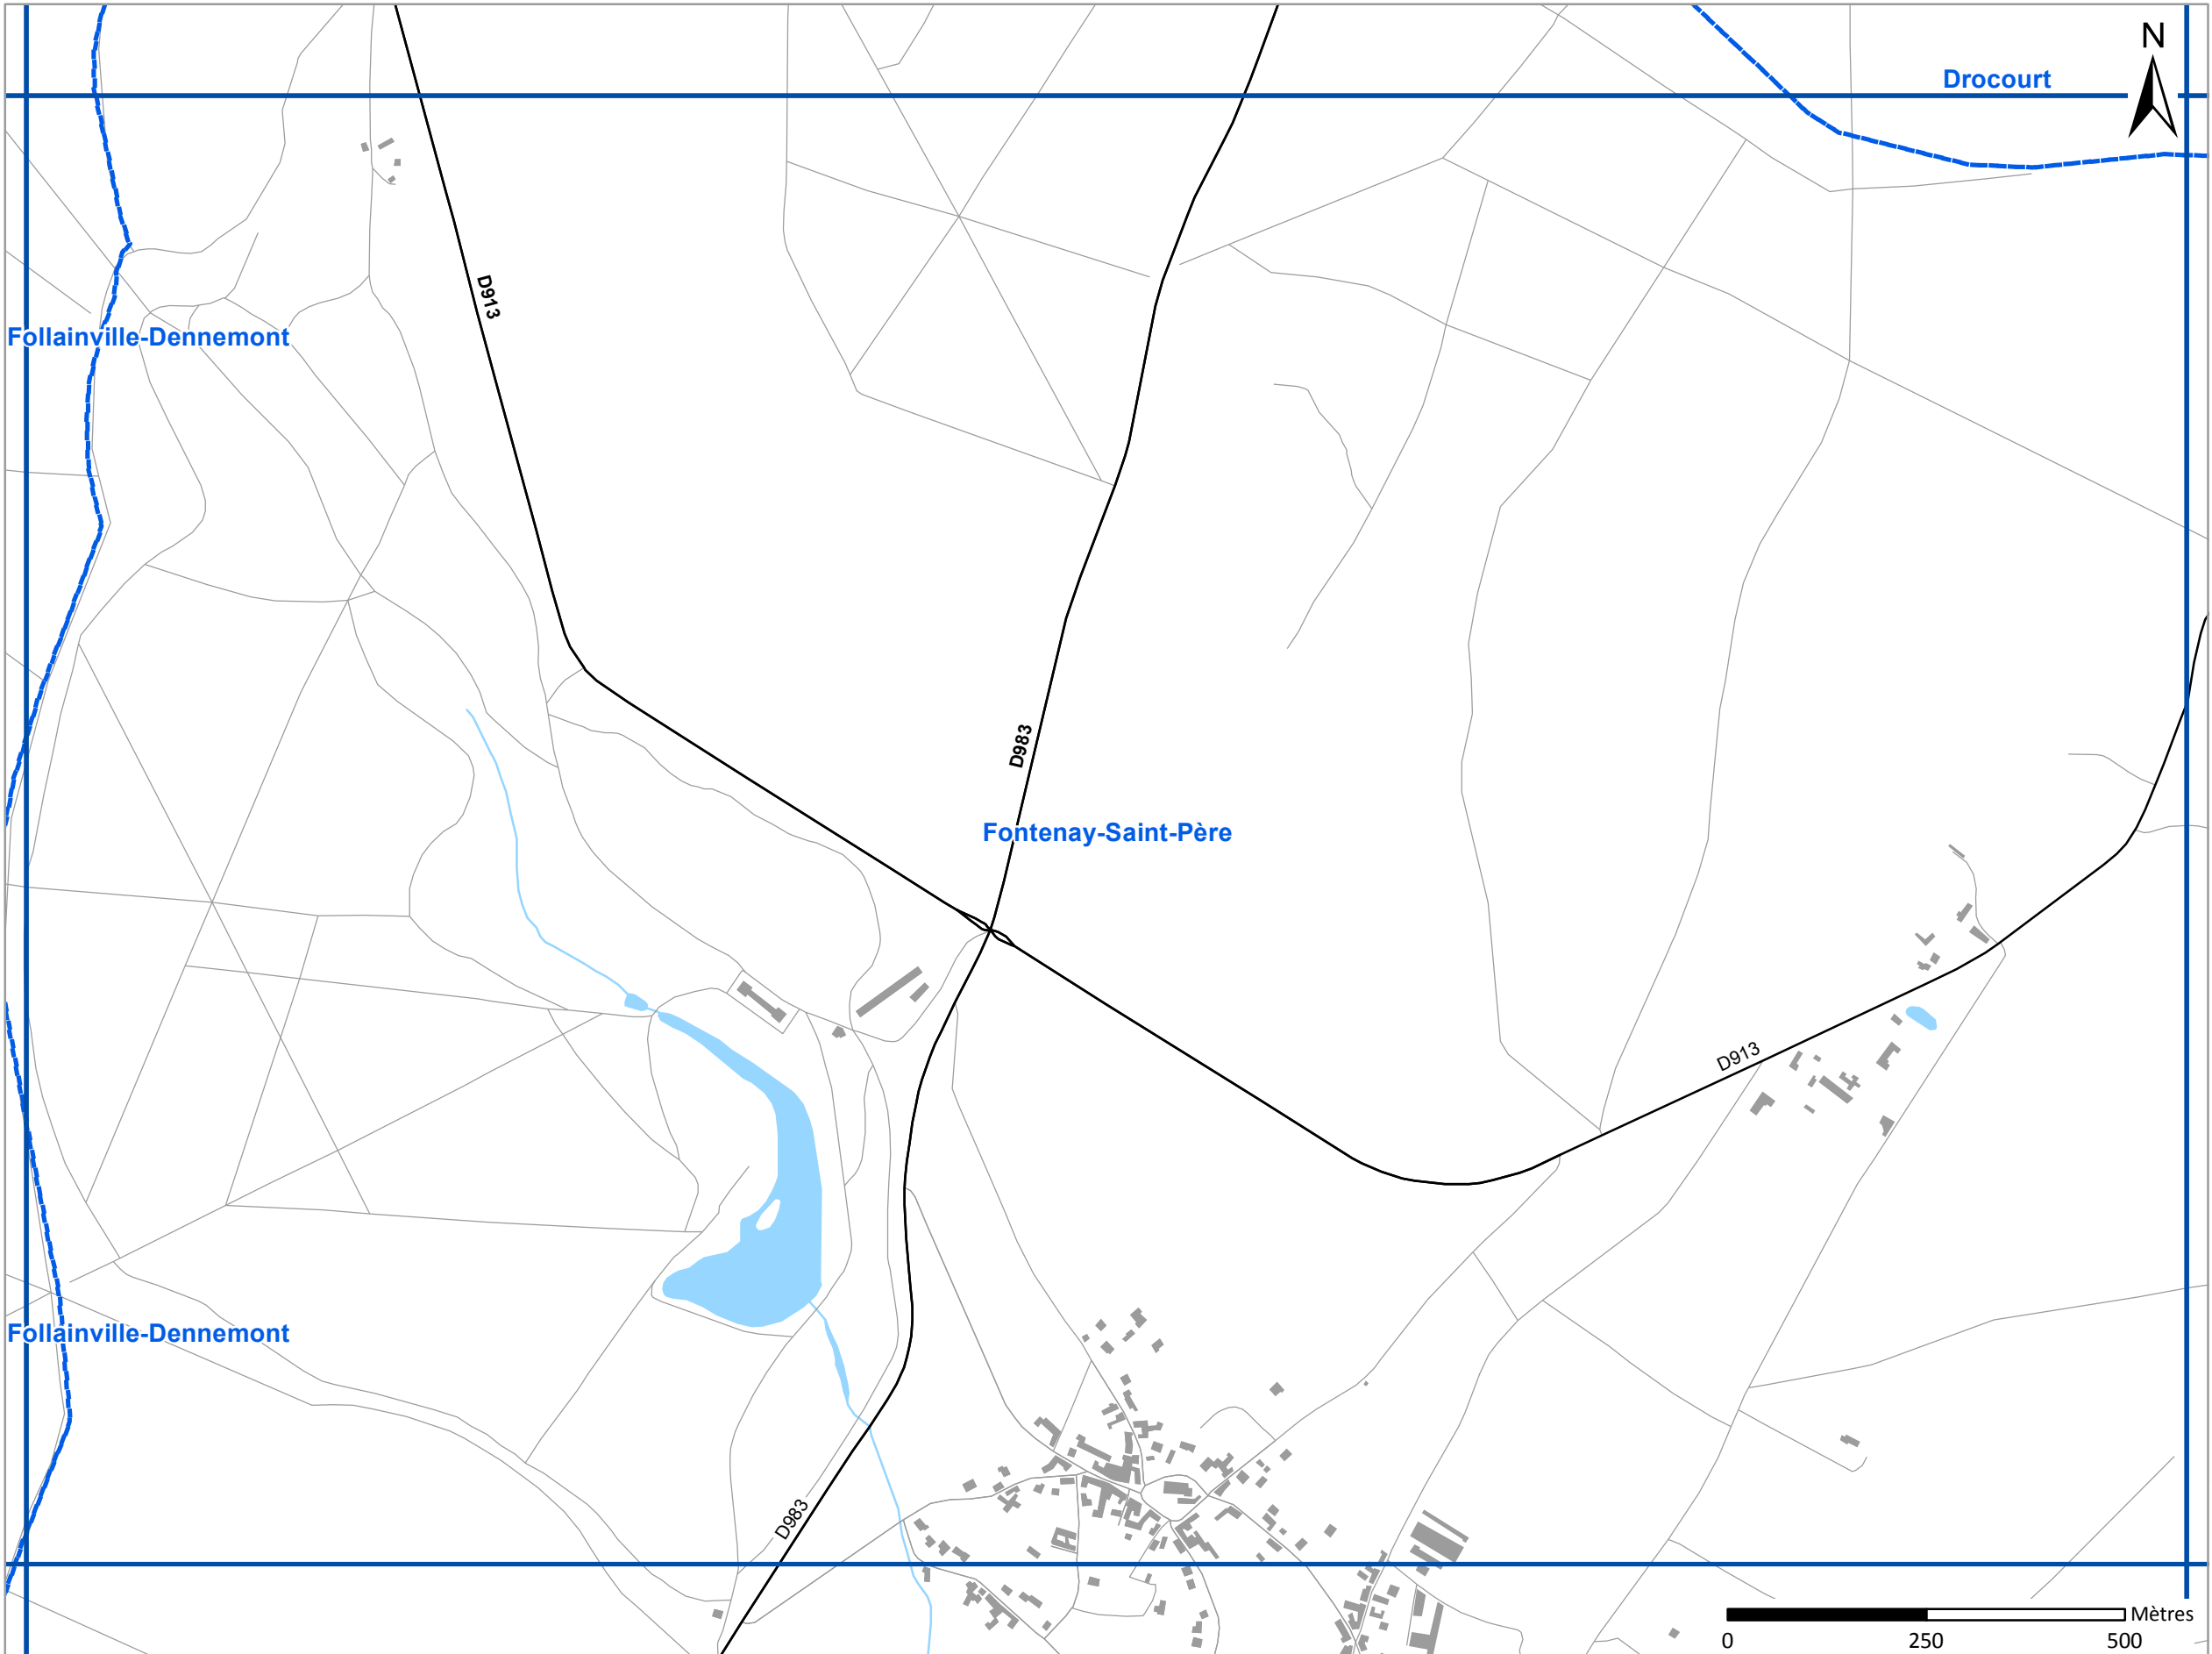 N
Drocourt
D913
Follainville-Dennemont
D983
Fontenay-Saint-Père
D913
Follainville-Dennemont
D983
Mètres
0 250 500